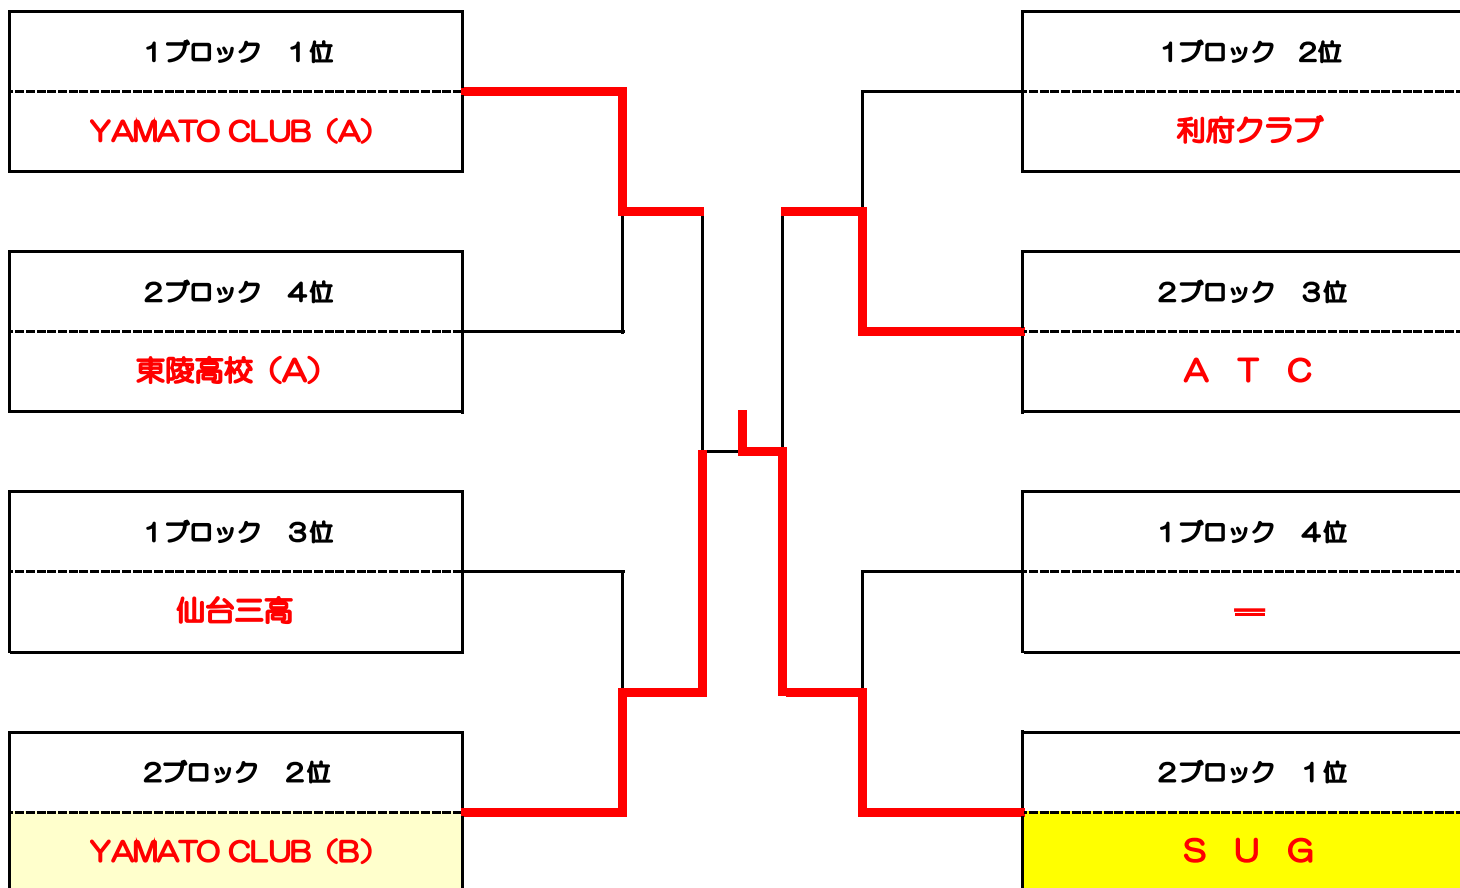 1ブロック　1位
YAMATO CLUB（A）
2ブロック　4位
東陵高校（A）
1ブロック　3位
仙台三高
2ブロック　2位
YAMATO CLUB（B）
1ブロック　2位
利府クラブ
2ブロック　3位
A　T　C
1ブロック　4位
＝
2ブロック　1位
S　U　G